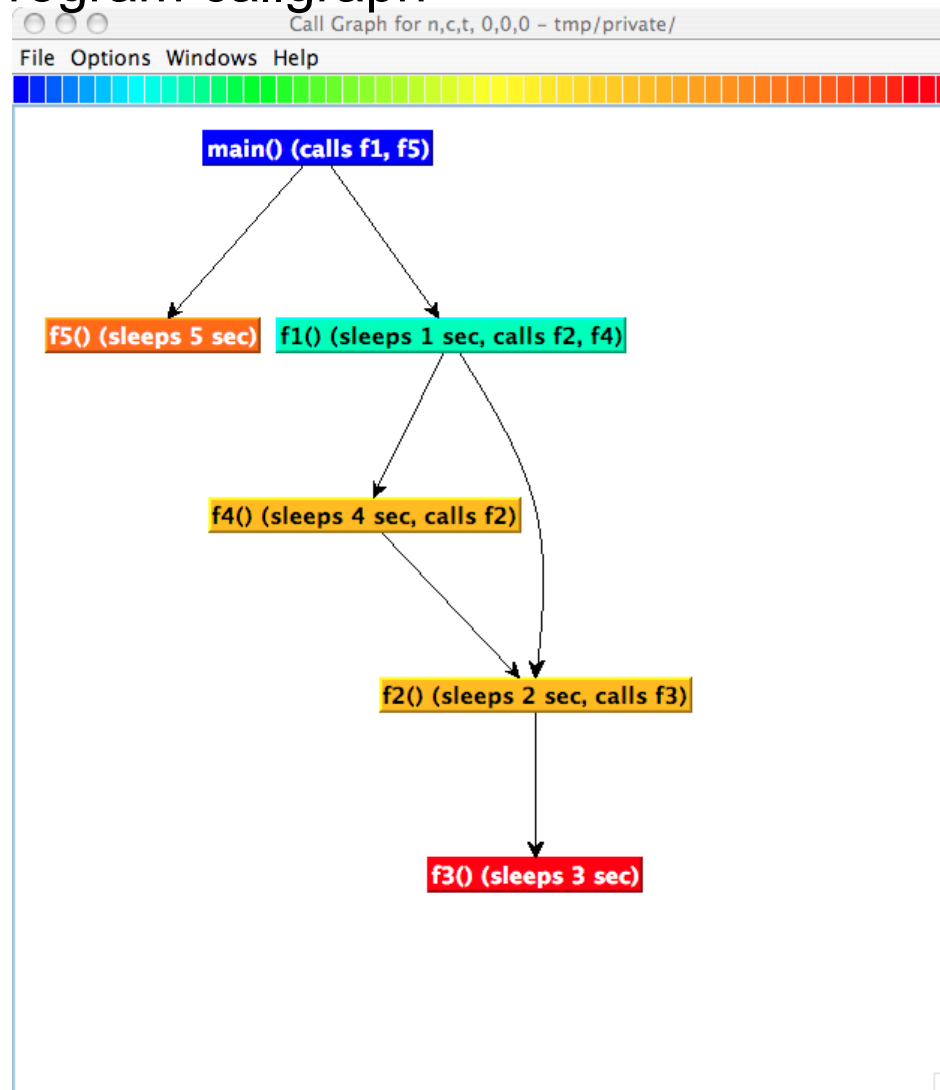 callgraph
Call Graph for n,c,t, 0,0,0 – tmp/private/
File Options Windows Help
main() (calls f1, f5)
f5() (sleeps 5 sec)
f1() (sleeps 1 sec, calls f2, f4)
f4() (sleeps 4 sec, calls f2)
f2() (sleeps 2 sec, calls f3)
f3() (sleeps 3 sec)